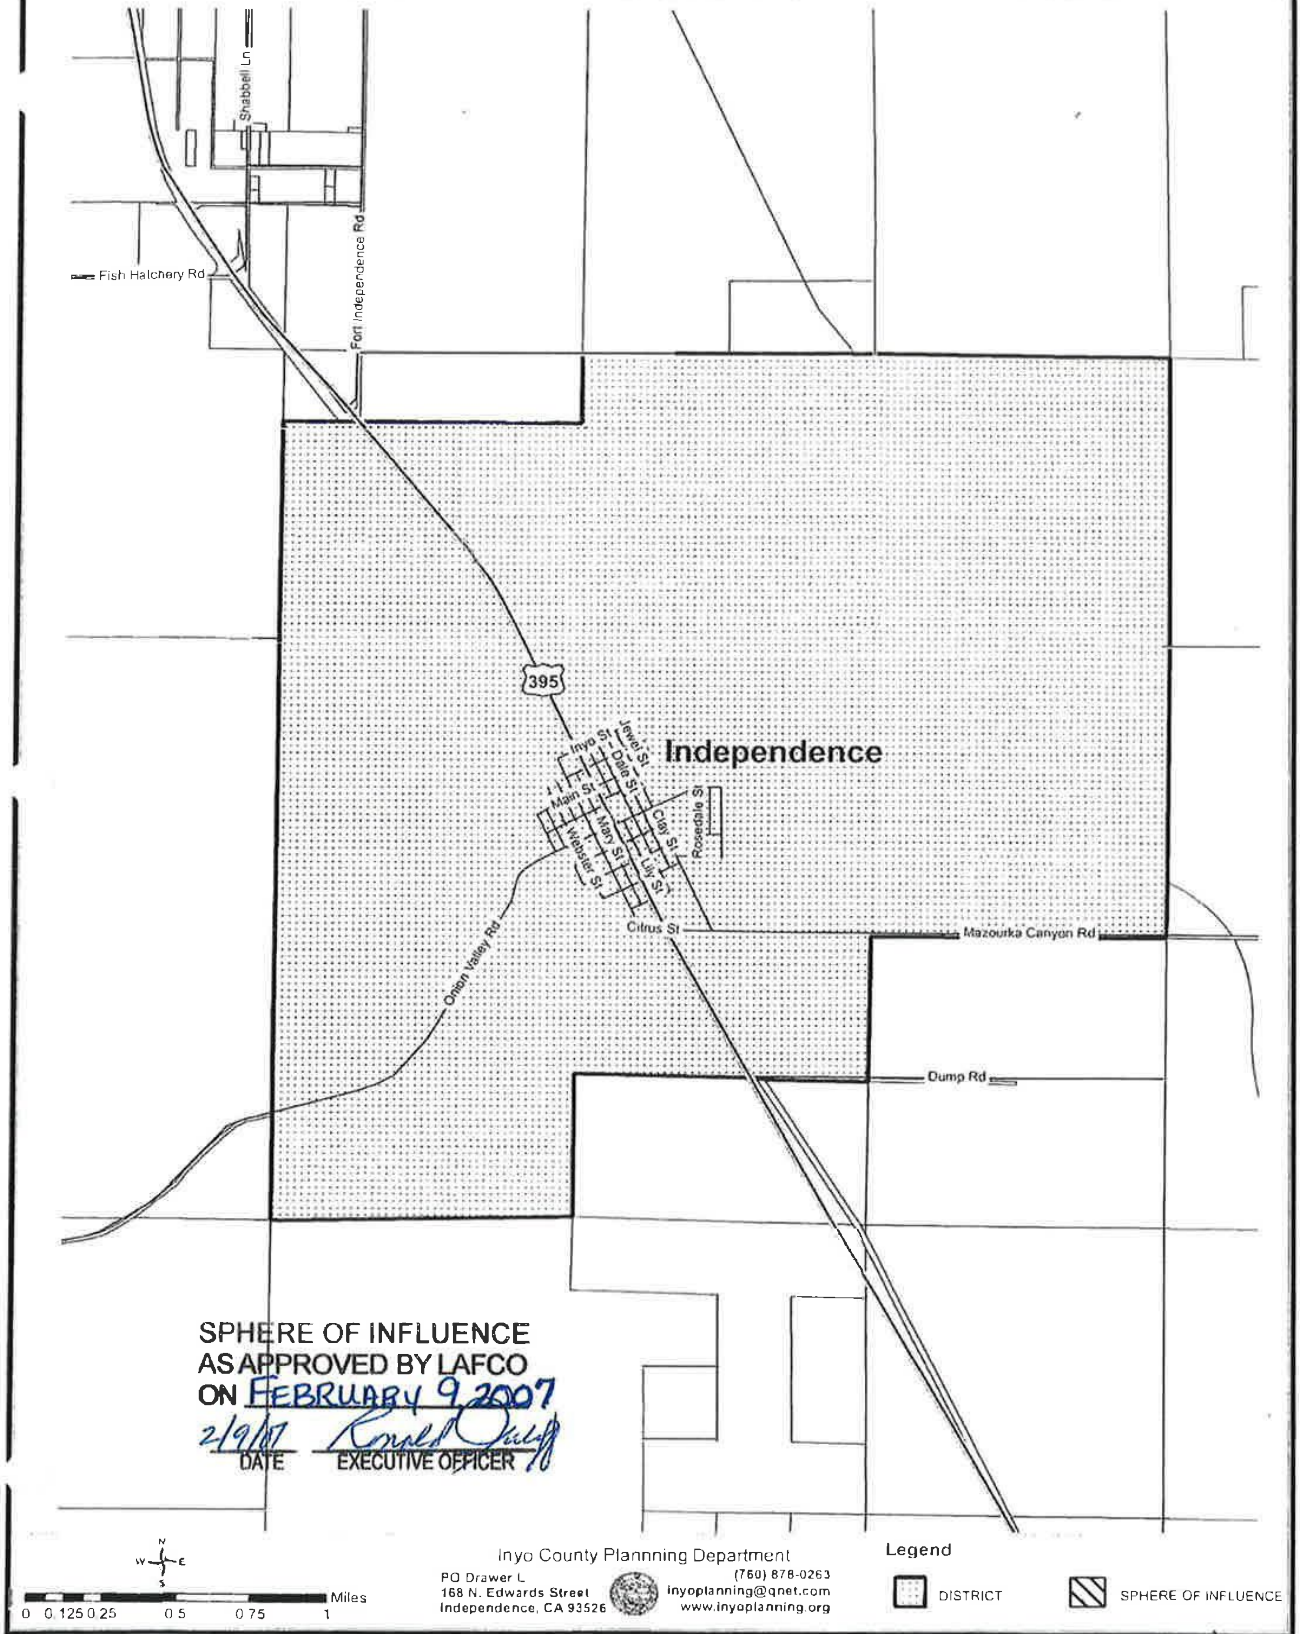 Shabbell Ln
Fort Independence Rd
Fish Hatchery Rd
395
Independence
Inyo St
Jewel St
Dale St
Main St
Mary St
Clay St
Rosedale St
Webster St
Lily St
Citrus St
Mazourka Canyon Rd
Onion Valley Rd
Dump Rd
SPHERE OF INFLUENCE
AS APPROVED BY LAFCO
ON FEBRUARY 9, 2007
2/9/07 Ronald
DATE EXECUTIVE OFFICER
N
W E
S
Miles
0 0.125 0.25 0.5 0.75 1
Inyo County Plannning Department
PO Drawer L
168 N. Edwards Street
Independence, CA 93526
(760) 878-0263
inyoplanning@qnet.com
www.inyoplanning.org
Legend
DISTRICT
SPHERE OF INFLUENCE